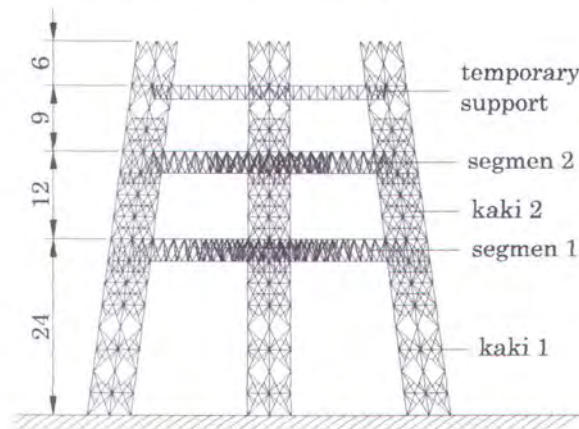 6
9
12
24
temporary
support
segmen 2
kaki 2
segmen 1
kaki 1